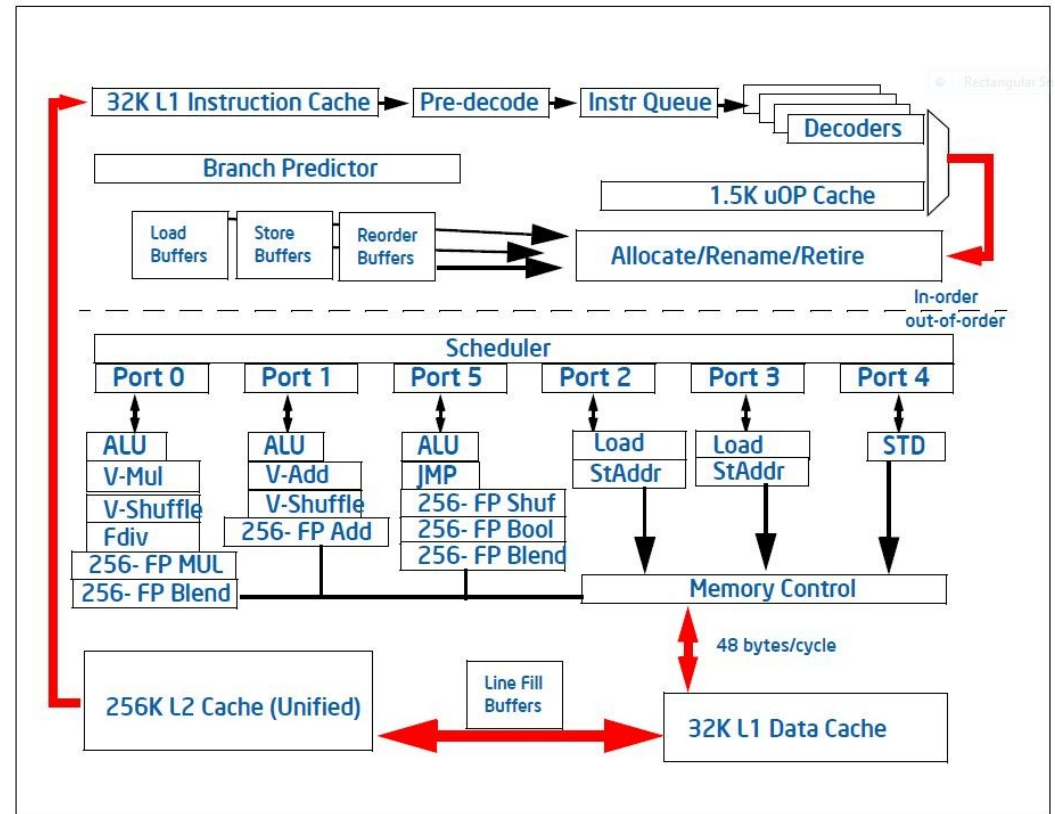 Rectangular Sn
32K L1 Instruction Cache
Pre-decode
Instr Queue
Decoders
Branch Predictor
1.5K uOP Cache
Load
Buffers
Store
Buffers
Reorder
Buffers
Allocate/Rename/Retire
In-order
out-of-order
Scheduler
Port 0
Port 1
Port 5
Port 2
Port 3
Port 4
ALU
V-Mul
V-Shuffle
Fdiv
256- FP MUL
256- FP Blend
ALU
V-Add
V-Shuffle
256- FP Add
ALU
JMP
256- FP Shuf
256- FP Bool
256- FP Blend
Load
StAddr
Load
StAddr
STD
Memory Control
48 bytes/cycle
256K L2 Cache (Unified)
Line Fill
Buffers
32K L1 Data Cache